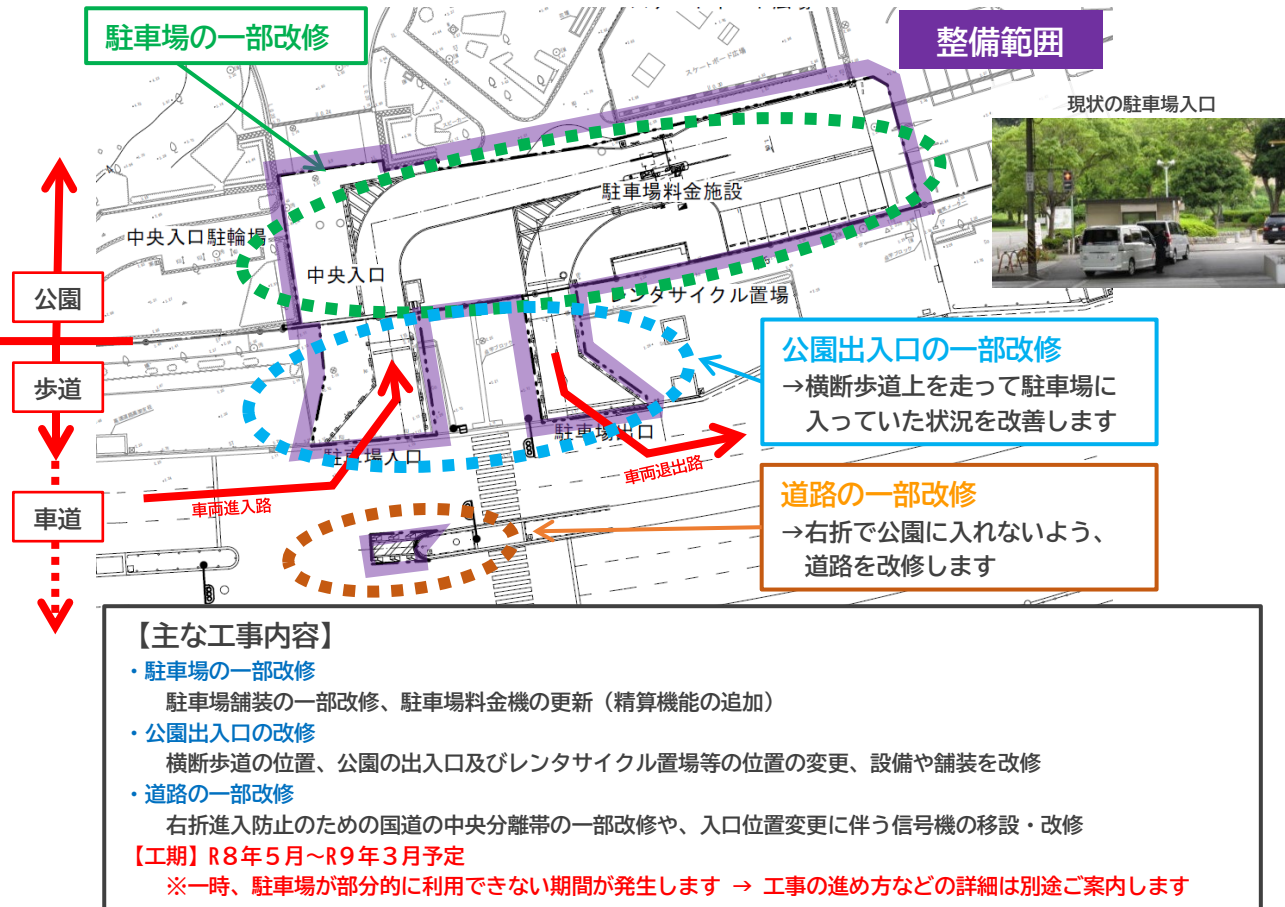 駐車場の一部改修
整備範囲
現状の駐車場入口
スケートボード広場
駐車場料金施設
中央入口駐輪場
中央入口
レンタサイクル置場
公園
歩道
車道
公園出入口の一部改修
→横断歩道上を走って駐車場に
入っていた状況を改善します
駐車場入口
駐車場出口
車両進入路
車両退出路
道路の一部改修
→右折で公園に入れないよう、
道路を改修します
【主な工事内容】
・駐車場の一部改修
駐車場舗装の一部改修、駐車場料金機の更新（精算機能の追加）
・公園出入口の改修
横断歩道の位置、公園の出入口及びレンタサイクル置場等の位置の変更、設備や舗装を改修
・道路の一部改修
右折進入防止のための国道の中央分離帯の一部改修や、入口位置変更に伴う信号機の移設・改修
【工期】R８年５月～R９年３月予定
※一時、駐車場が部分的に利用できない期間が発生します → 工事の進め方などの詳細は別途ご案内します